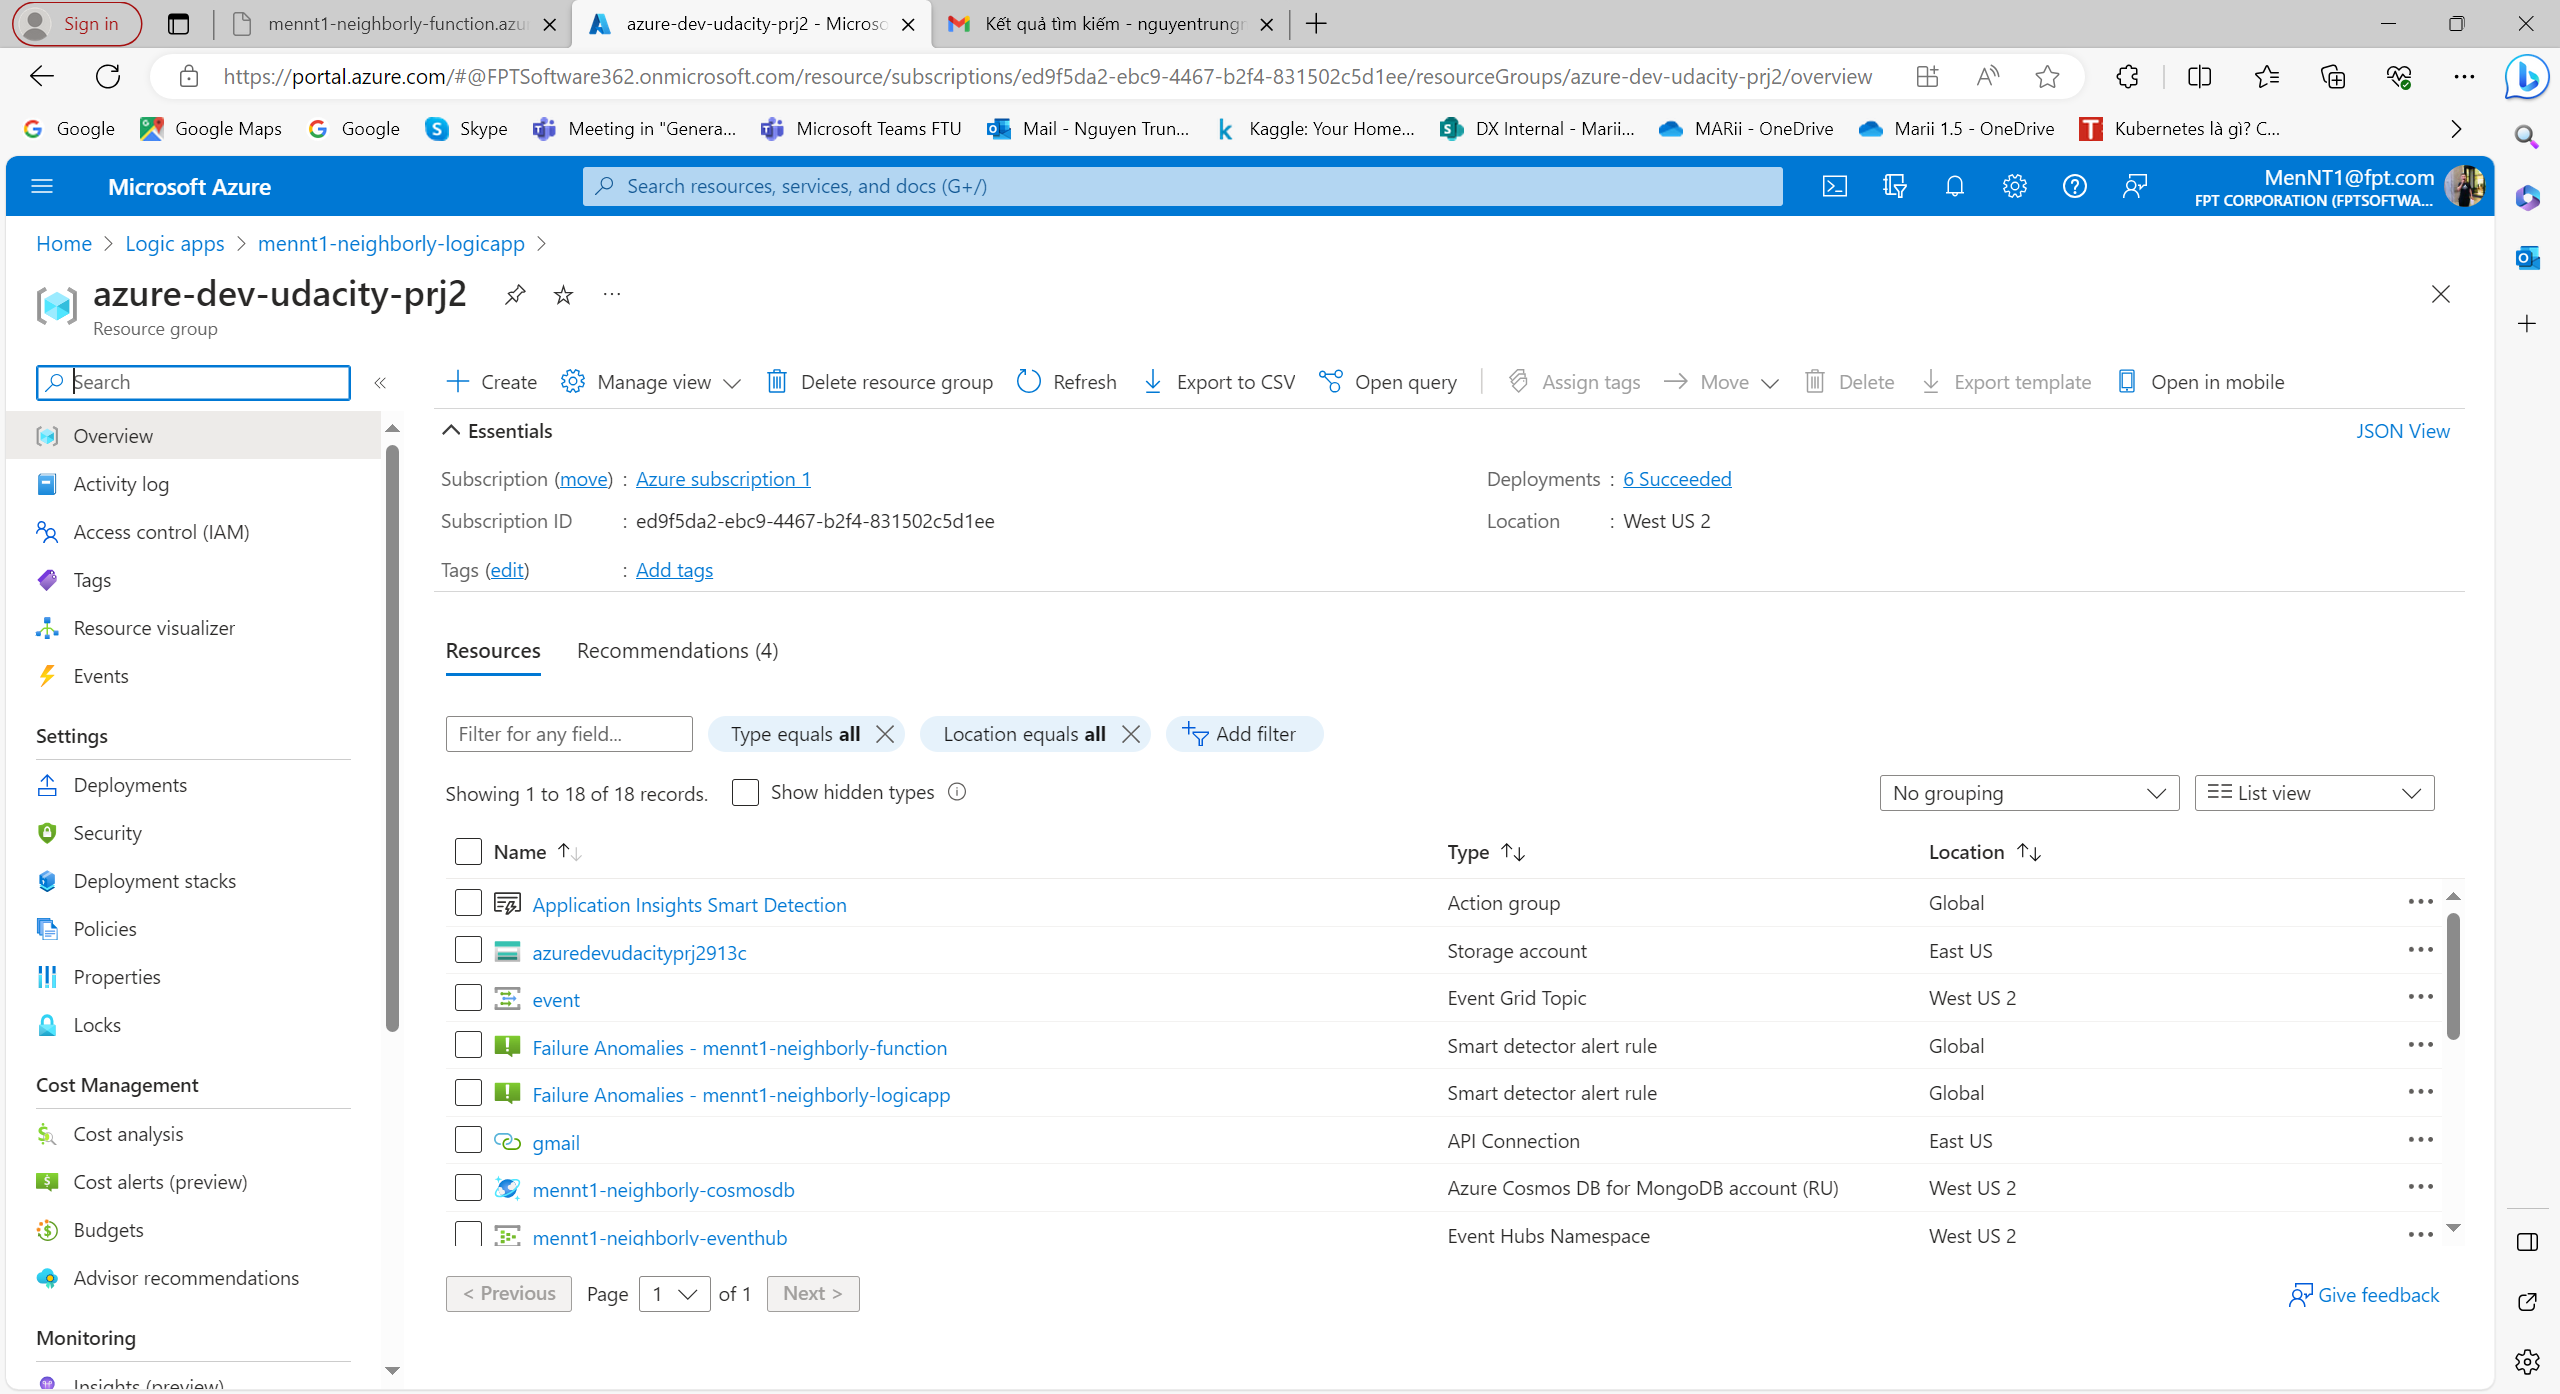 Sign in
mennt1-neighborly-function.azu
azure-dev-udacity-prj2 - Microso
Kết quả tìm kiếm - nguyentrungn
https://portal.azure.com/#@FPTSoftware362.onmicrosoft.com/resource/subscriptions/ed9f5da2-ebc9-4467-b2f4-831502c5d1ee/resourceGroups/azure-dev-udacity-prj2/overview
Google
Google Maps
Google
Skype
Meeting in "Genera...
Microsoft Teams FTU
Mail - Nguyen Trun...
Kaggle: Your Home...
DX Internal - Marii...
MARii - OneDrive
Marii 1.5 - OneDrive
Kubernetes là gì? C...
Microsoft Azure
Search resources, services, and docs (G+/)
MenNT1@fpt.com
FPT CORPORATION (FPTSOFTWA...
Home > Logic apps > mennt1-neighborly-logicapp >
azure-dev-udacity-prj2
Resource group
Search
Create
Manage view
Delete resource group
Refresh
Export to CSV
Open query
Assign tags
Move
Delete
Export template
Open in mobile
Overview
Activity log
Access control (IAM)
Tags
Resource visualizer
Events
Settings
Deployments
Security
Deployment stacks
Policies
Properties
Locks
Cost Management
Cost analysis
Cost alerts (preview)
Budgets
Advisor recommendations
Monitoring
Insights (preview)
Essentials
JSON View
Subscription (move) : Azure subscription 1
Deployments : 6 Succeeded
Subscription ID : ed9f5da2-ebc9-4467-b2f4-831502c5d1ee
Location : West US 2
Tags (edit) : Add tags
Resources
Recommendations (4)
Filter for any field...
Type equals all
Location equals all
Add filter
Showing 1 to 18 of 18 records.
Show hidden types
No grouping
List view
Name Type Location
Application Insights Smart Detection Action group Global
azuredevudacityprj2913c Storage account East US
event Event Grid Topic West US 2
Failure Anomalies - mennt1-neighborly-function Smart detector alert rule Global
Failure Anomalies - mennt1-neighborly-logicapp Smart detector alert rule Global
gmail API Connection East US
mennt1-neighborly-cosmosdb Azure Cosmos DB for MongoDB account (RU) West US 2
mennt1-neighborly-eventhub Event Hubs Namespace West US 2
< Previous
Page 1 of 1
Next >
Give feedback